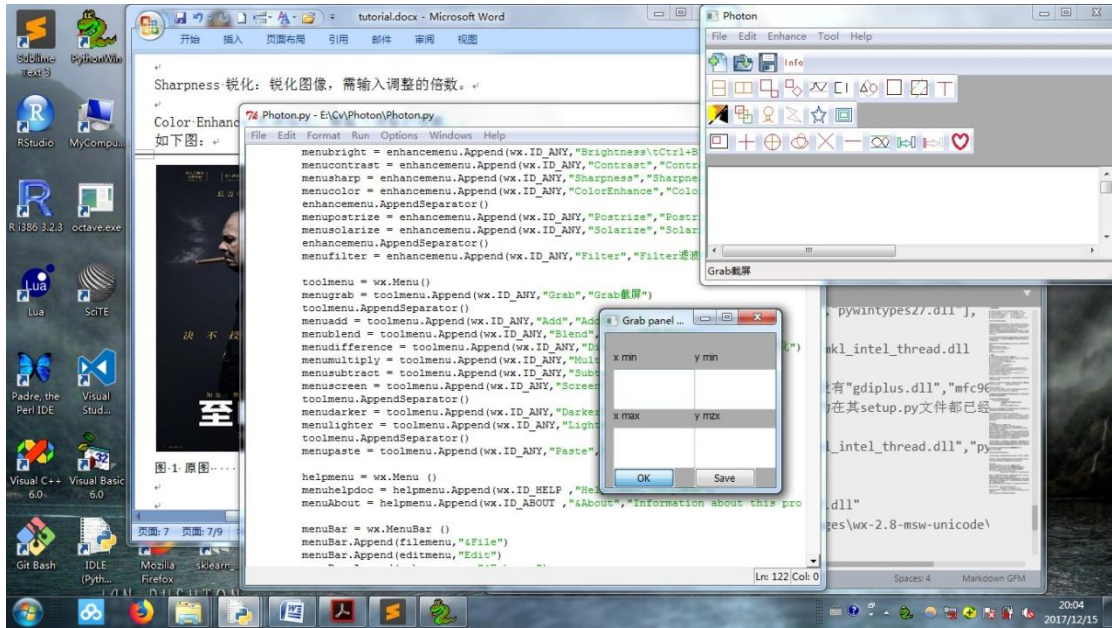 Sublime
Text 3
PythonWin
RStudio
MyCompu...
R i386 3.2.3
octave.exe
Lua
SciTE
Padre, the
Perl IDE
Visual
Stud...
Visual C++
6.0
Visual Basic
6.0
Git Bash
IDLE
(Pyth...
Mozilla
Firefox
sklearn_
tutorial.docx - Microsoft Word
开始 插入 页面布局 引用 邮件 审阅 视图
Sharpness·锐化：锐化图像，需输入调整的倍数。
Color·Enhanc
如下图：
决 不 投
至
图·1·原图
页面: 7 页面: 7/9
Photon.py - E:\Cv\Photon\Photon.py
File Edit Format Run Options Windows Help
menubright = enhancemenu.Append(wx.ID_ANY,"Brightness\tCtrl+B
menucontrast = enhancemenu.Append(wx.ID_ANY,"Contrast","Contr
menusharp = enhancemenu.Append(wx.ID_ANY,"Sharpness","Sharpne
menucolor = enhancemenu.Append(wx.ID_ANY,"ColorEnhance","Colo
enhancemenu.AppendSeparator()
menupostrize = enhancemenu.Append(wx.ID_ANY,"Postrize","Postr
menusolarize = enhancemenu.Append(wx.ID_ANY,"Solarize","Solar
enhancemenu.AppendSeparator()
menufilter = enhancemenu.Append(wx.ID_ANY,"Filter","Filter滤波
toolmenu = wx.Menu()
menugrab = toolmenu.Append(wx.ID_ANY,"Grab","Grab截屏")
toolmenu.AppendSeparator()
menuadd = toolmenu.Append(wx.ID_ANY,"Add","Add
menublend = toolmenu.Append(wx.ID_ANY,"Blend",
menudifference = toolmenu.Append(wx.ID_ANY,"Di 化")
menumultiply = toolmenu.Append(wx.ID_ANY,"Mult
menusubtract = toolmenu.Append(wx.ID_ANY,"Subt
menuscreen = toolmenu.Append(wx.ID_ANY,"Screen
toolmenu.AppendSeparator()
menudarker = toolmenu.Append(wx.ID_ANY,"Darker
menulighter = toolmenu.Append(wx.ID_ANY,"Light
toolmenu.AppendSeparator()
menupaste = toolmenu.Append(wx.ID_ANY,"Paste",
helpmenu = wx.Menu ()
menuhelpdoc = helpmenu.Append(wx.ID_HELP ,"Hel
menuAbout = helpmenu.Append(wx.ID_ABOUT ,"&About","Information about this pro
menuBar = wx.MenuBar ()
menuBar.Append(filemenu,"&File")
menuBar.Append(editmenu,"Edit")
Ln: 122 Col: 0
Photon
File Edit Enhance Tool Help
Info
Grab截屏
Grab panel ...
x min y min
x max y mzx
OK Save
pywintypes27.dll"],
mkl_intel_thread.dll
有"gdiplus.dll","mfc90
在其setup.py文件都已经
l_intel_thread.dll","py
.dll"
ges\wx-2.8-msw-unicode\
Spaces: 4 Markdown GFM
20:04
2017/12/15